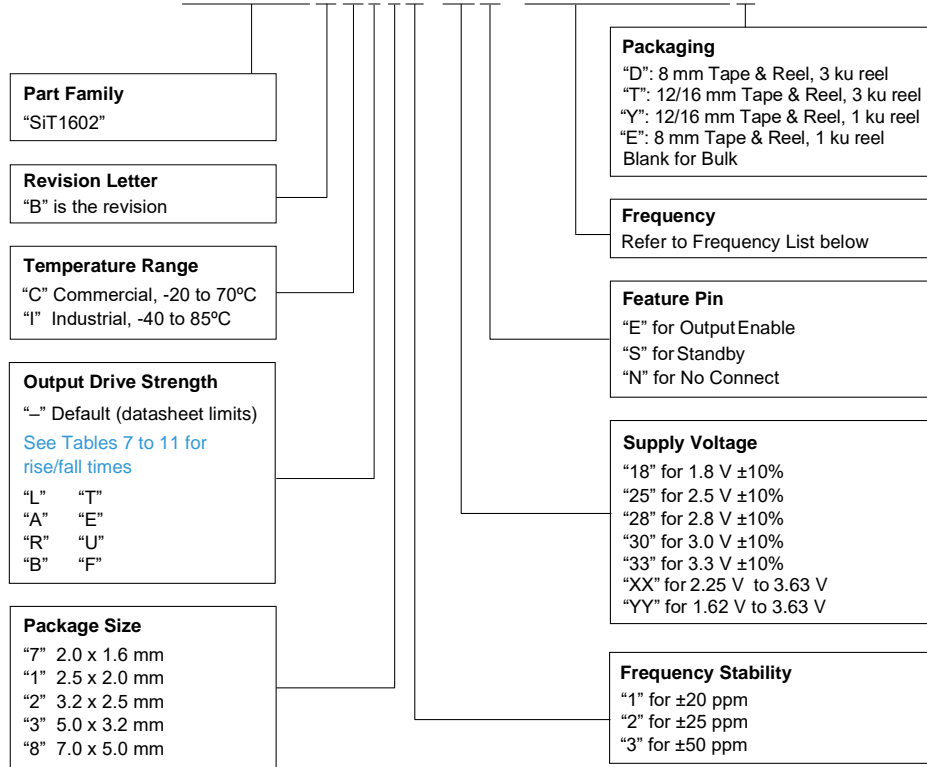 Part Family
“SiT1602”
Revision Letter
“B” is the revision
Temperature Range
“C” Commercial, -20 to 70ºC
“I” Industrial, -40 to 85ºC
Output Drive Strength
“–” Default (datasheet limits)
See Tables 7 to 11 for
rise/fall times
“L” “T”
“A” “E”
“R” “U”
“B” “F”
Package Size
“7” 2.0 x 1.6 mm
“1” 2.5 x 2.0 mm
“2” 3.2 x 2.5 mm
“3” 5.0 x 3.2 mm
“8” 7.0 x 5.0 mm
Packaging
“D”: 8 mm Tape & Reel, 3 ku reel
“T”: 12/16 mm Tape & Reel, 3 ku reel
“Y”: 12/16 mm Tape & Reel, 1 ku reel
“E”: 8 mm Tape & Reel, 1 ku reel
Blank for Bulk
Frequency
Refer to Frequency List below
Feature Pin
“E” for Output Enable
“S” for Standby
“N” for No Connect
Supply Voltage
“18” for 1.8 V ±10%
“25” for 2.5 V ±10%
“28” for 2.8 V ±10%
“30” for 3.0 V ±10%
“33” for 3.3 V ±10%
“XX” for 2.25 V to 3.63 V
“YY” for 1.62 V to 3.63 V
Frequency Stability
“1” for ±20 ppm
“2” for ±25 ppm
“3” for ±50 ppm